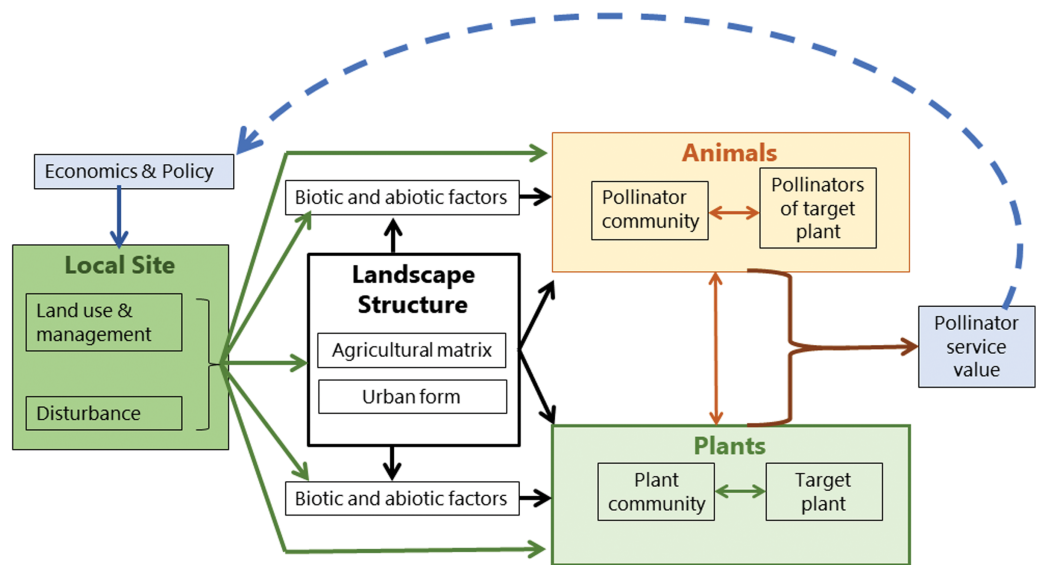 Economics & Policy
Local Site
Land use &
management
Disturbance
Biotic and abiotic factors
Landscape
Structure
Agricultural matrix
Urban form
Biotic and abiotic factors
Animals
Pollinator
community
Pollinators
of target
plant
Plants
Plant
community
Target
plant
Pollinator
service
value